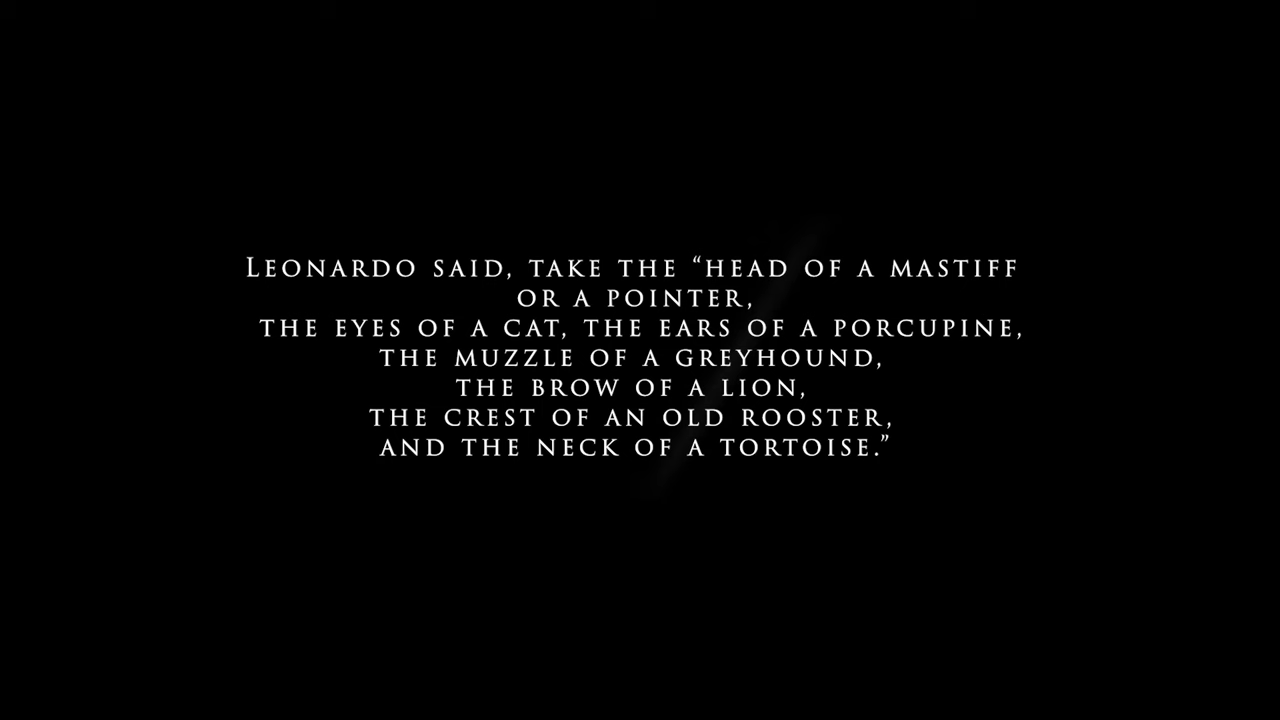 Leonardo said, take the “head of a mastiff
or a pointer,
the eyes of a cat, the ears of a porcupine,
the muzzle of a greyhound,
the brow of a lion,
the crest of an old rooster,
and the neck of a tortoise.”